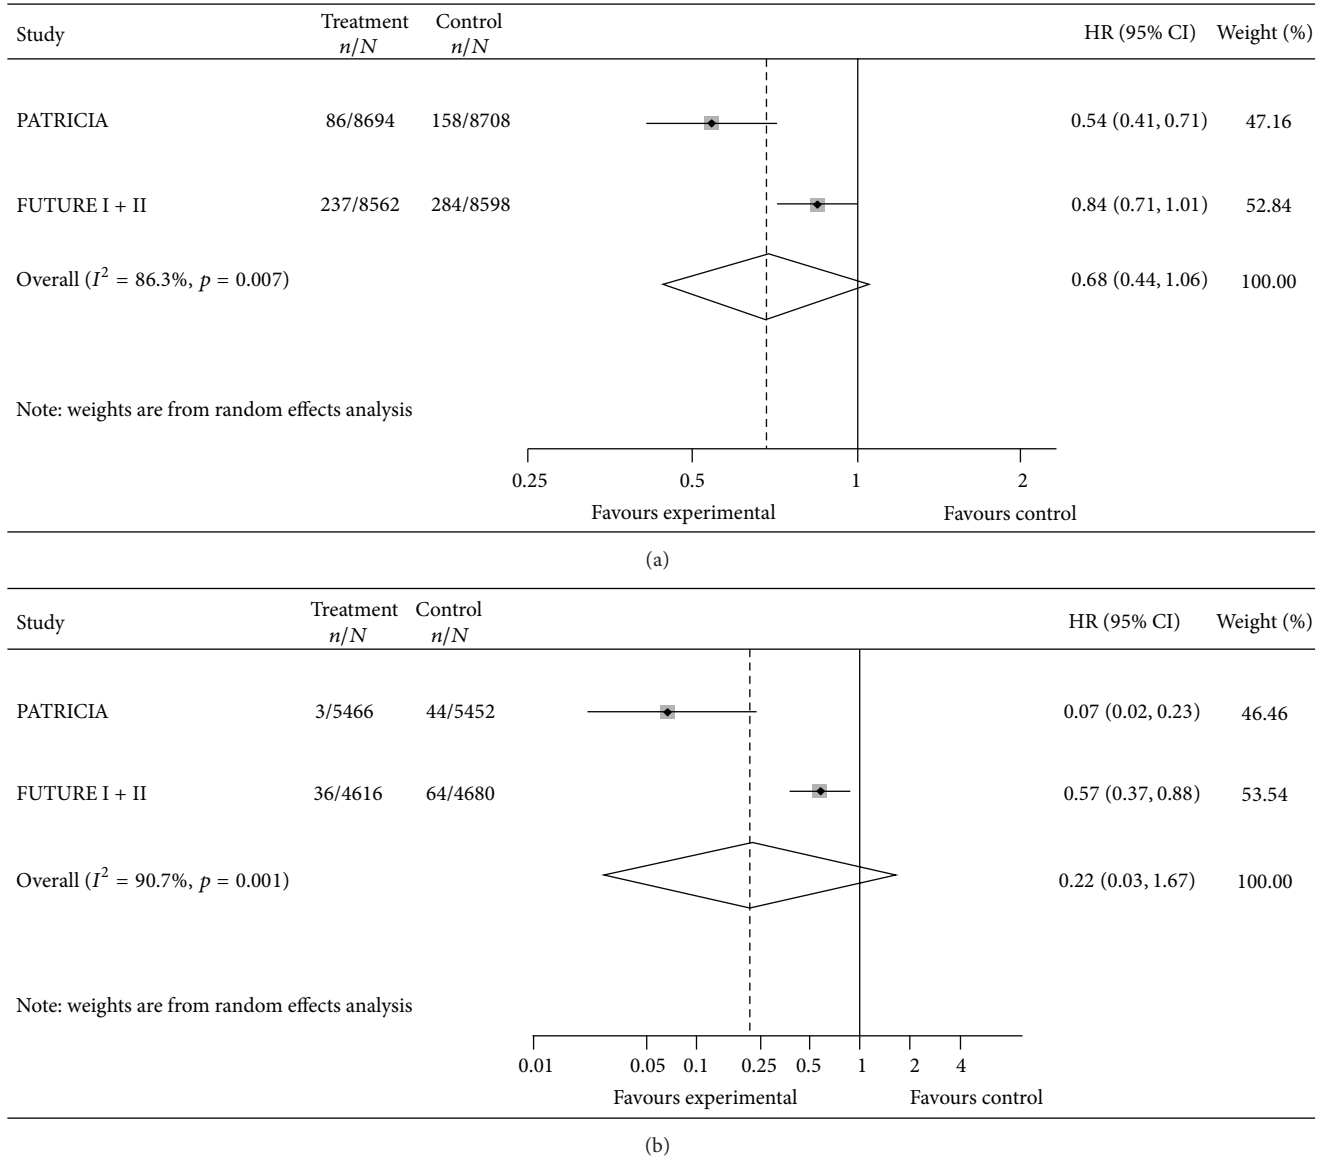 Study Treatment n/N Control n/N HR (95% CI) Weight (%)
PATRICIA 86/8694 158/8708 0.54 (0.41, 0.71) 47.16
FUTURE I + II 237/8562 284/8598 0.84 (0.71, 1.01) 52.84
Overall (I² = 86.3%, p = 0.007) 0.68 (0.44, 1.06) 100.00
Note: weights are from random effects analysis
0.25 0.5 1 2
Favours experimental Favours control
(a)
Study Treatment n/N Control n/N HR (95% CI) Weight (%)
PATRICIA 3/5466 44/5452 0.07 (0.02, 0.23) 46.46
FUTURE I + II 36/4616 64/4680 0.57 (0.37, 0.88) 53.54
Overall (I² = 90.7%, p = 0.001) 0.22 (0.03, 1.67) 100.00
Note: weights are from random effects analysis
0.01 0.05 0.1 0.25 0.5 1 2 4
Favours experimental Favours control
(b)